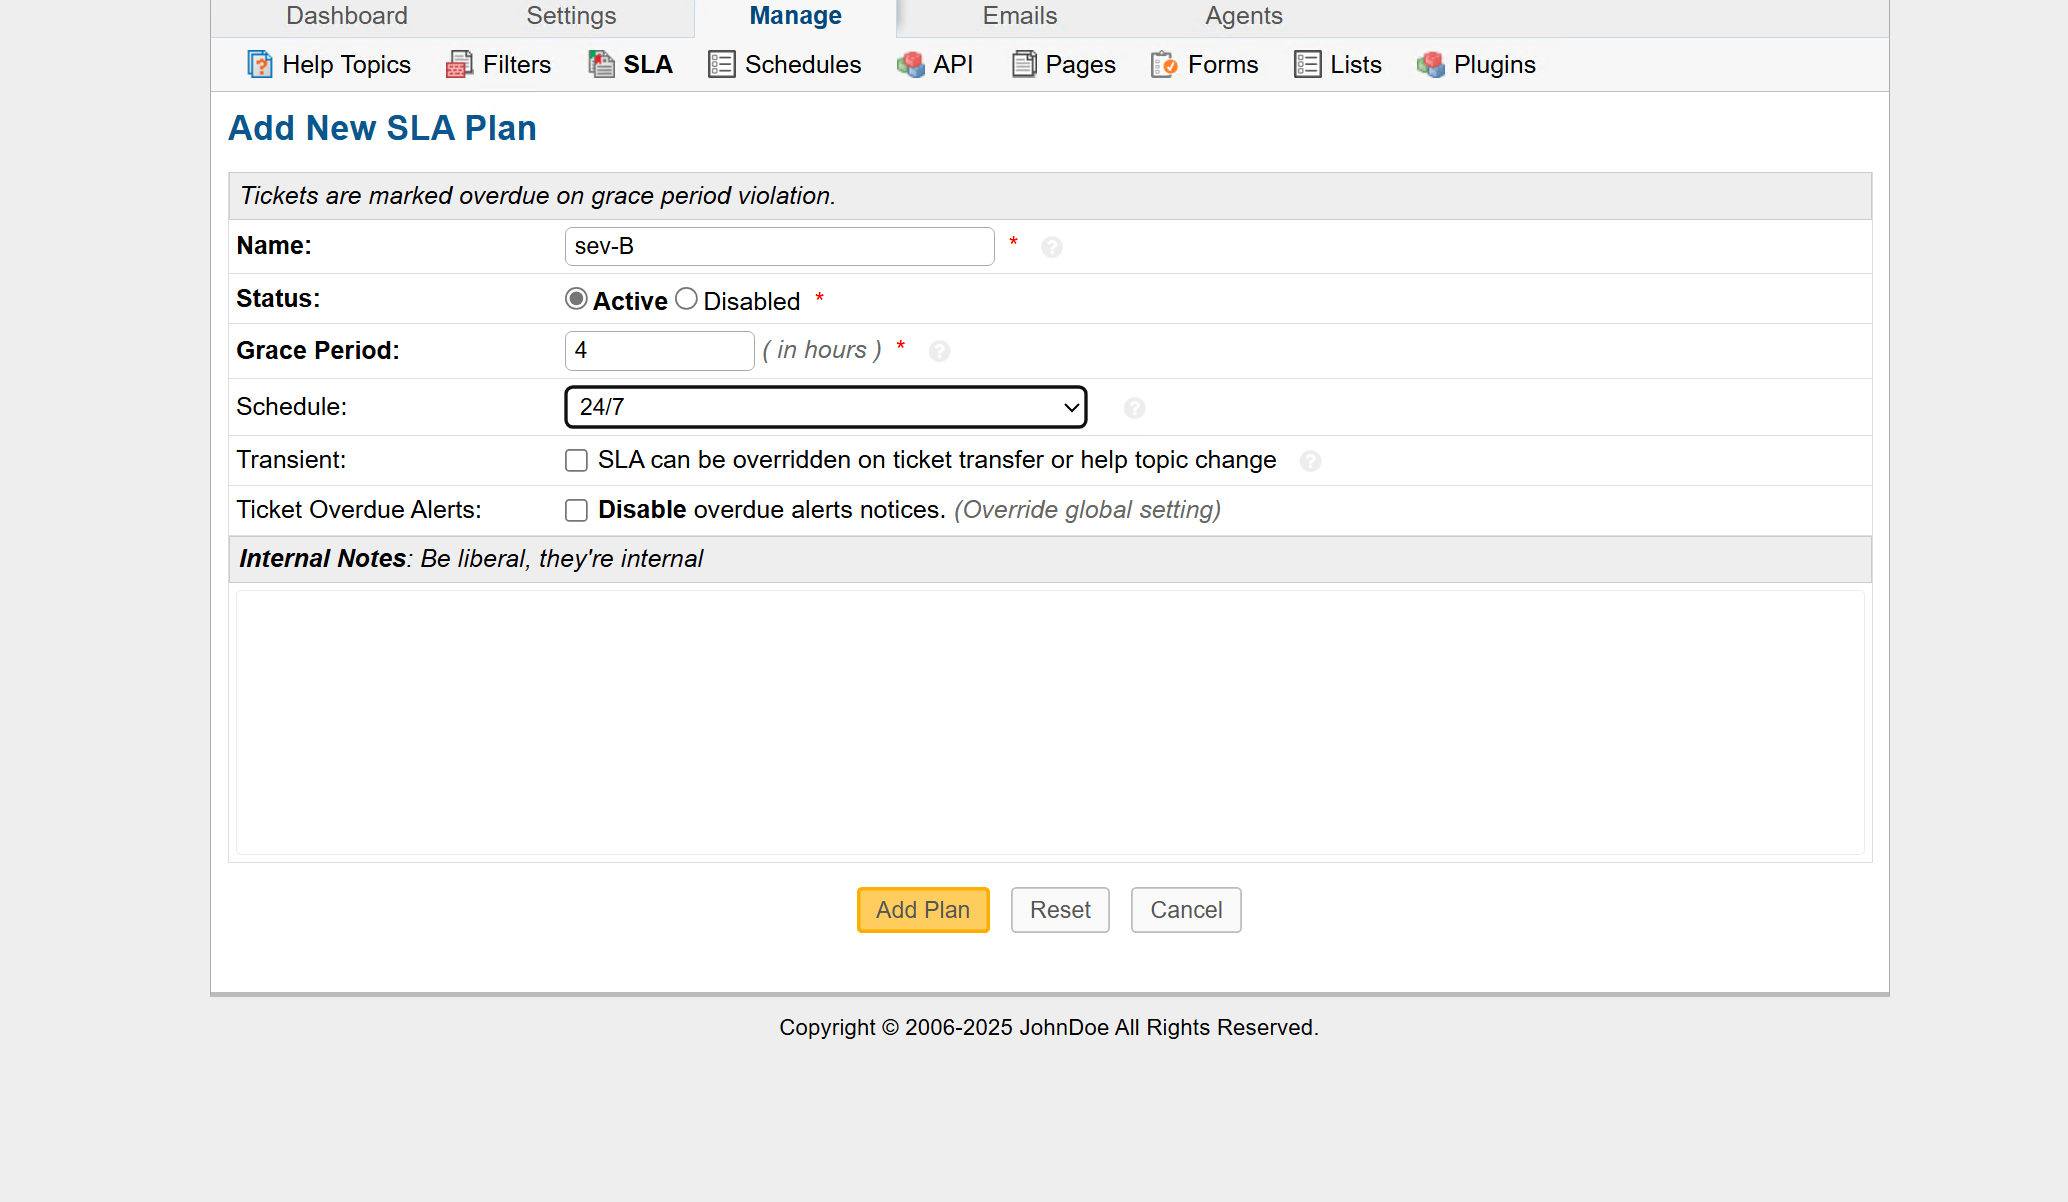 Dashboard Settings Manage Emails Agents
Help Topics Filters SLA Schedules API Pages Forms Lists Plugins
Add New SLA Plan
Tickets are marked overdue on grace period violation.
Name: sev-B * ?
Status: Active Disabled *
Grace Period: 4 ( in hours ) * ?
Schedule: 24/7 ?
Transient: SLA can be overridden on ticket transfer or help topic change ?
Ticket Overdue Alerts: Disable overdue alerts notices. (Override global setting)
Internal Notes: Be liberal, they're internal
Add Plan Reset Cancel
Copyright © 2006-2025 JohnDoe All Rights Reserved.